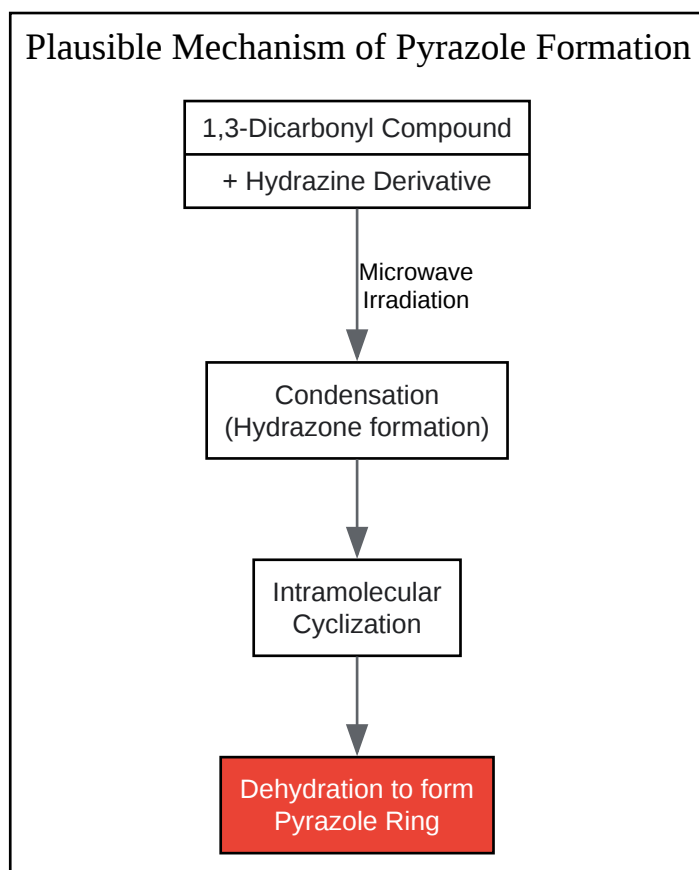 Plausible Mechanism of Pyrazole Formation
1,3-Dicarbonyl Compound
+ Hydrazine Derivative
Microwave
Irradiation
Condensation
(Hydrazone formation)
Intramolecular
Cyclization
Dehydration to form
Pyrazole Ring